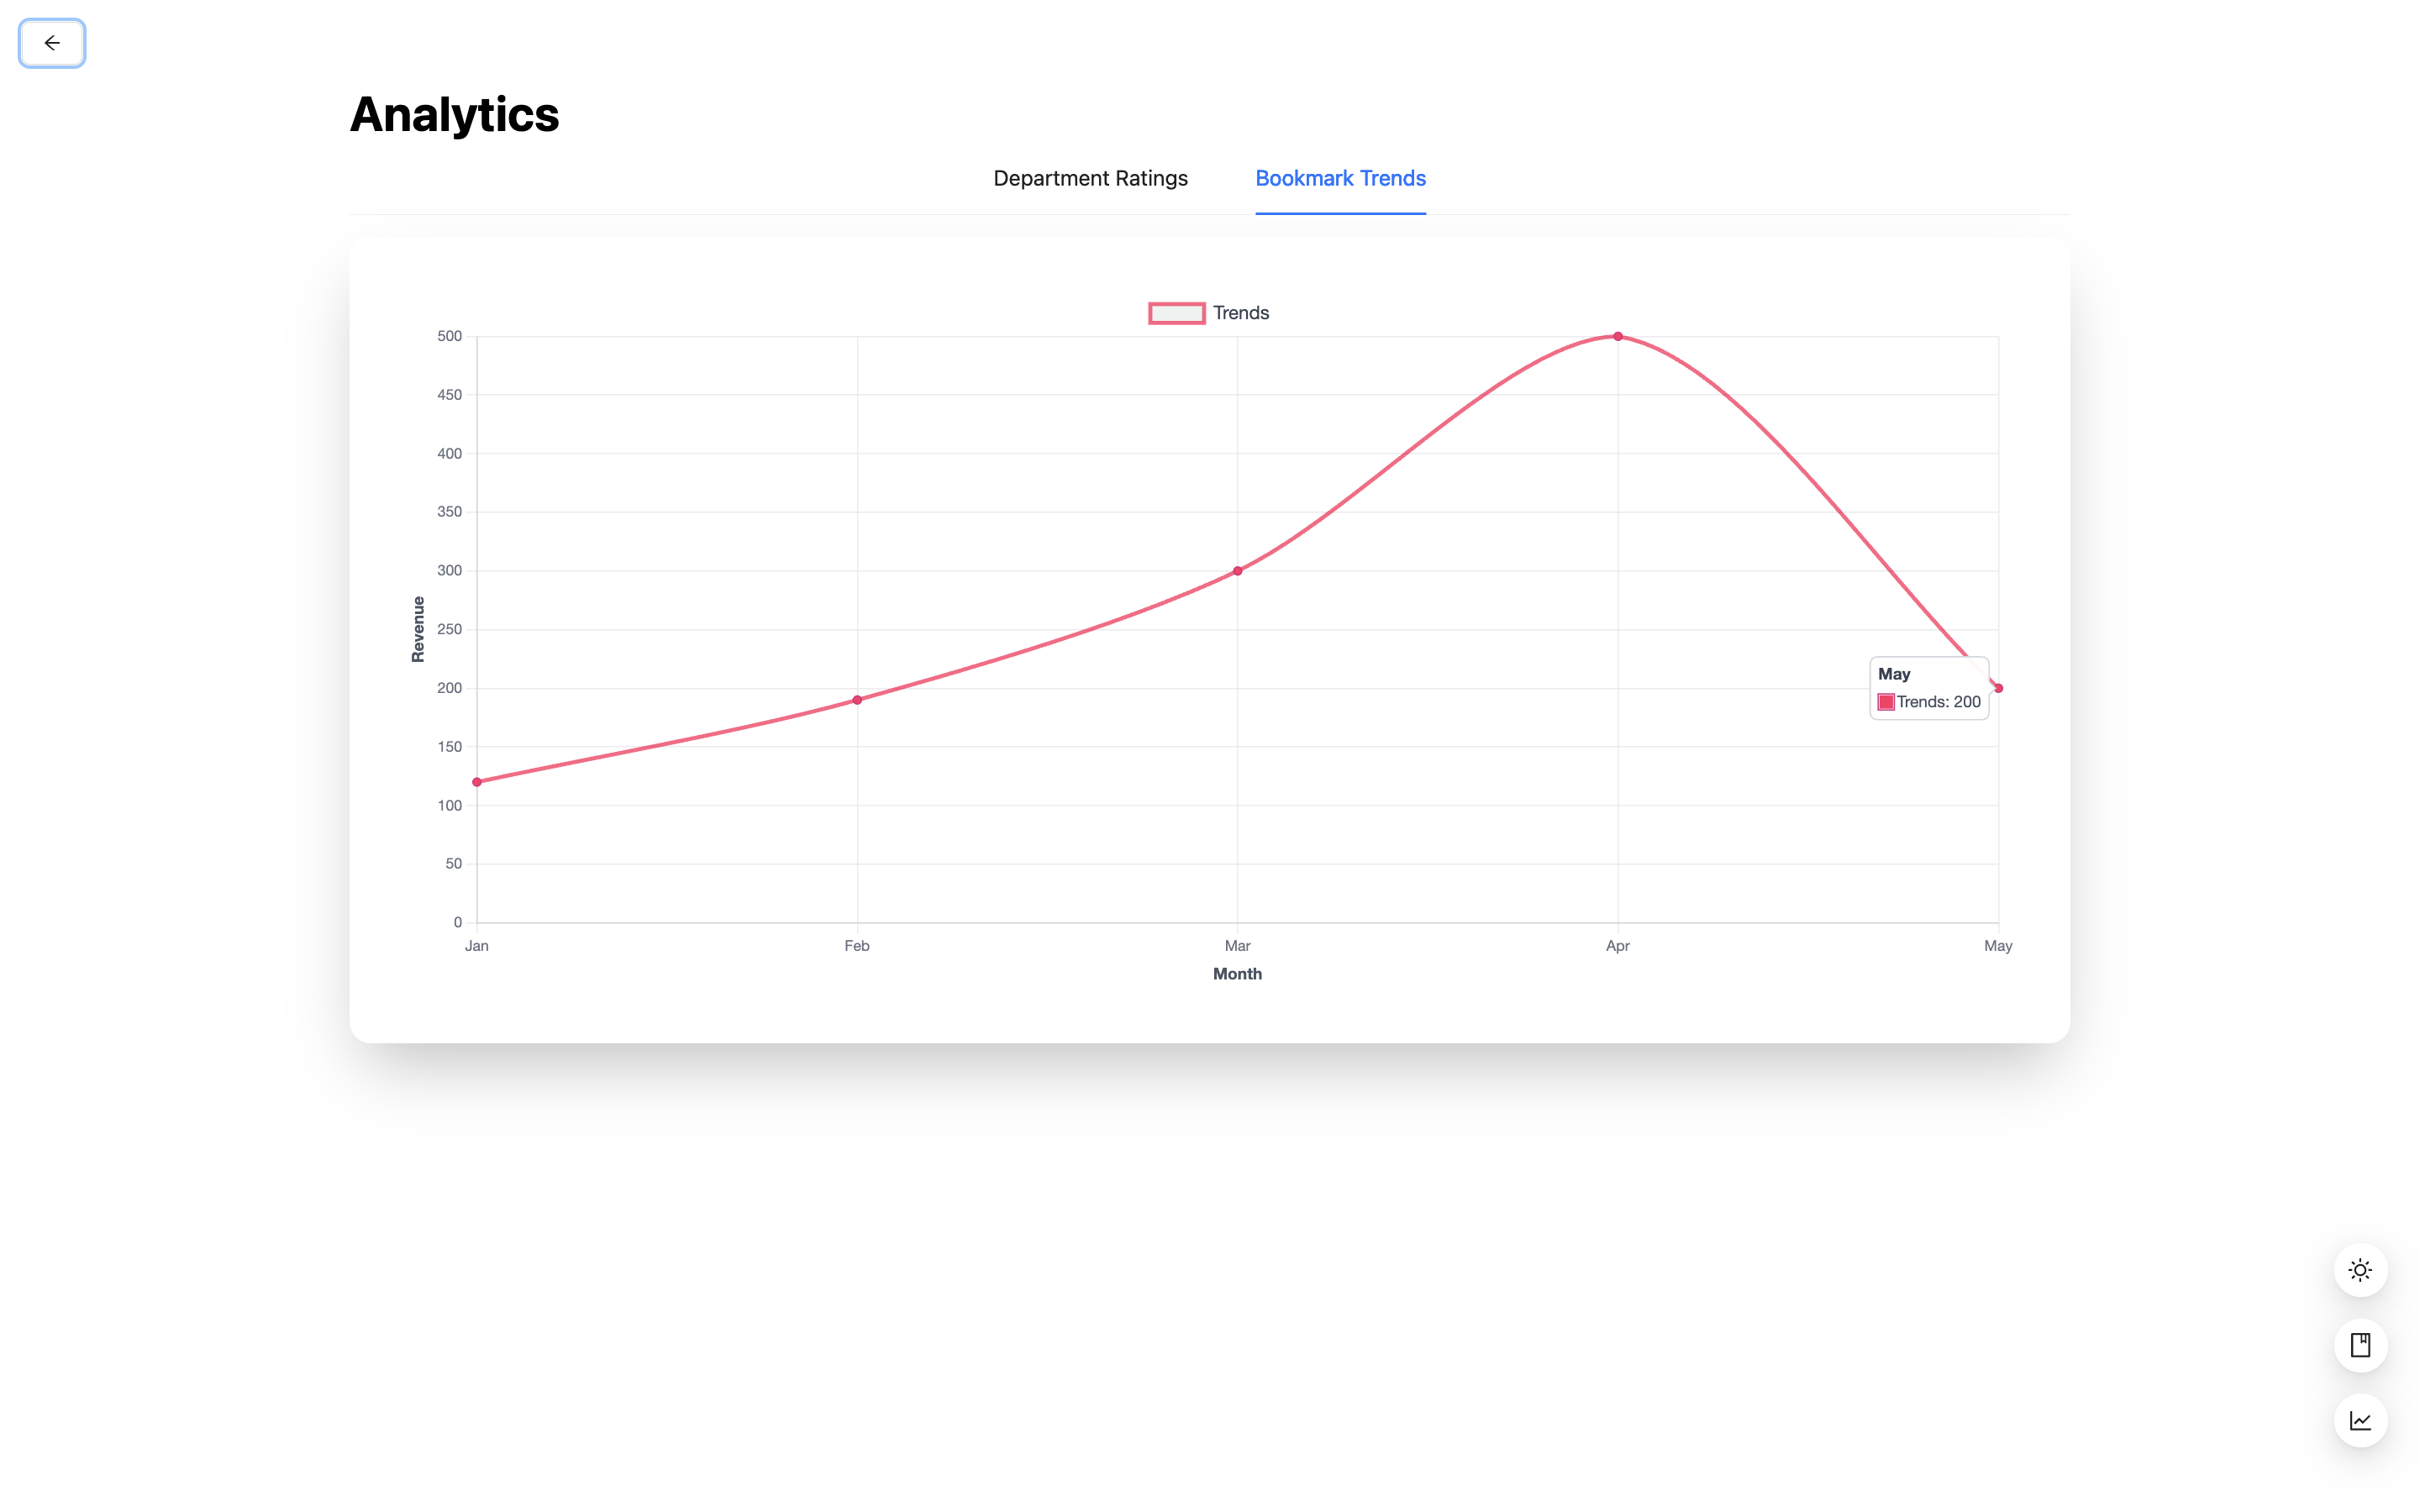 Analytics
Department Ratings
Bookmark Trends
Trends
500
450
400
350
300
250
200
150
100
50
0
Revenue
May
Trends: 200
Jan
Feb
Mar
Apr
May
Month